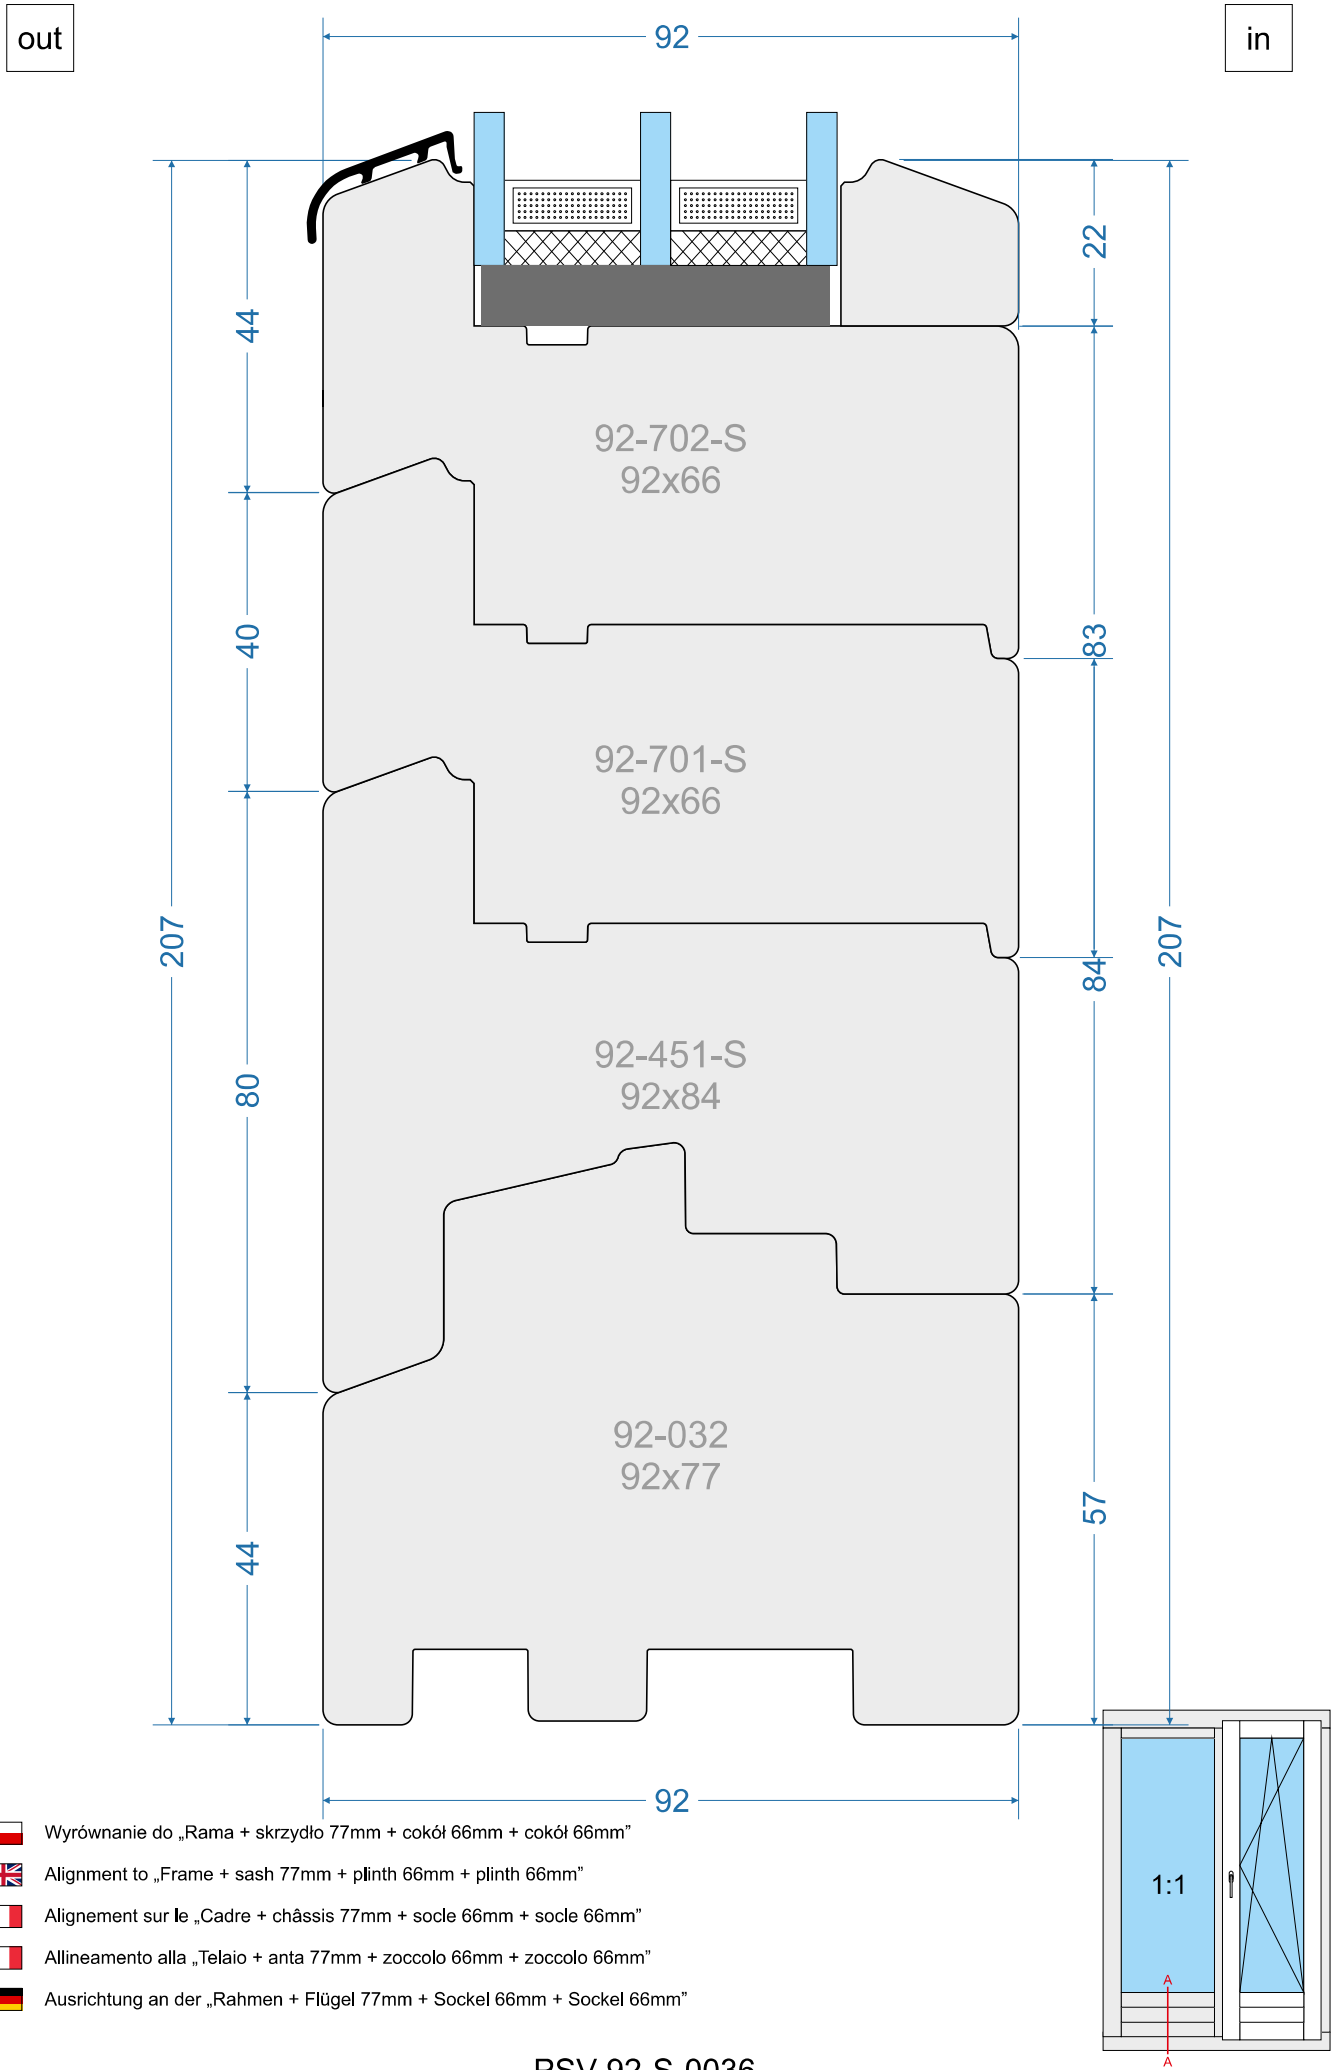 out
in
92
44
22
92-702-S
92x66
40
83
92-701-S
92x66
207
207
84
80
92-451-S
92x84
92-032
92x77
57
44
92
Wyrównanie do „Rama + skrzydło 77mm + cokół 66mm + cokół 66mm”
Alignment to „Frame + sash 77mm + plinth 66mm + plinth 66mm”
Alignement sur le „Cadre + châssis 77mm + socle 66mm + socle 66mm”
Allineamento alla „Telaio + anta 77mm + zoccolo 66mm + zoccolo 66mm”
Ausrichtung an der „Rahmen + Flügel 77mm + Sockel 66mm + Sockel 66mm”
1:1
A
A
PSV-92-S-0036